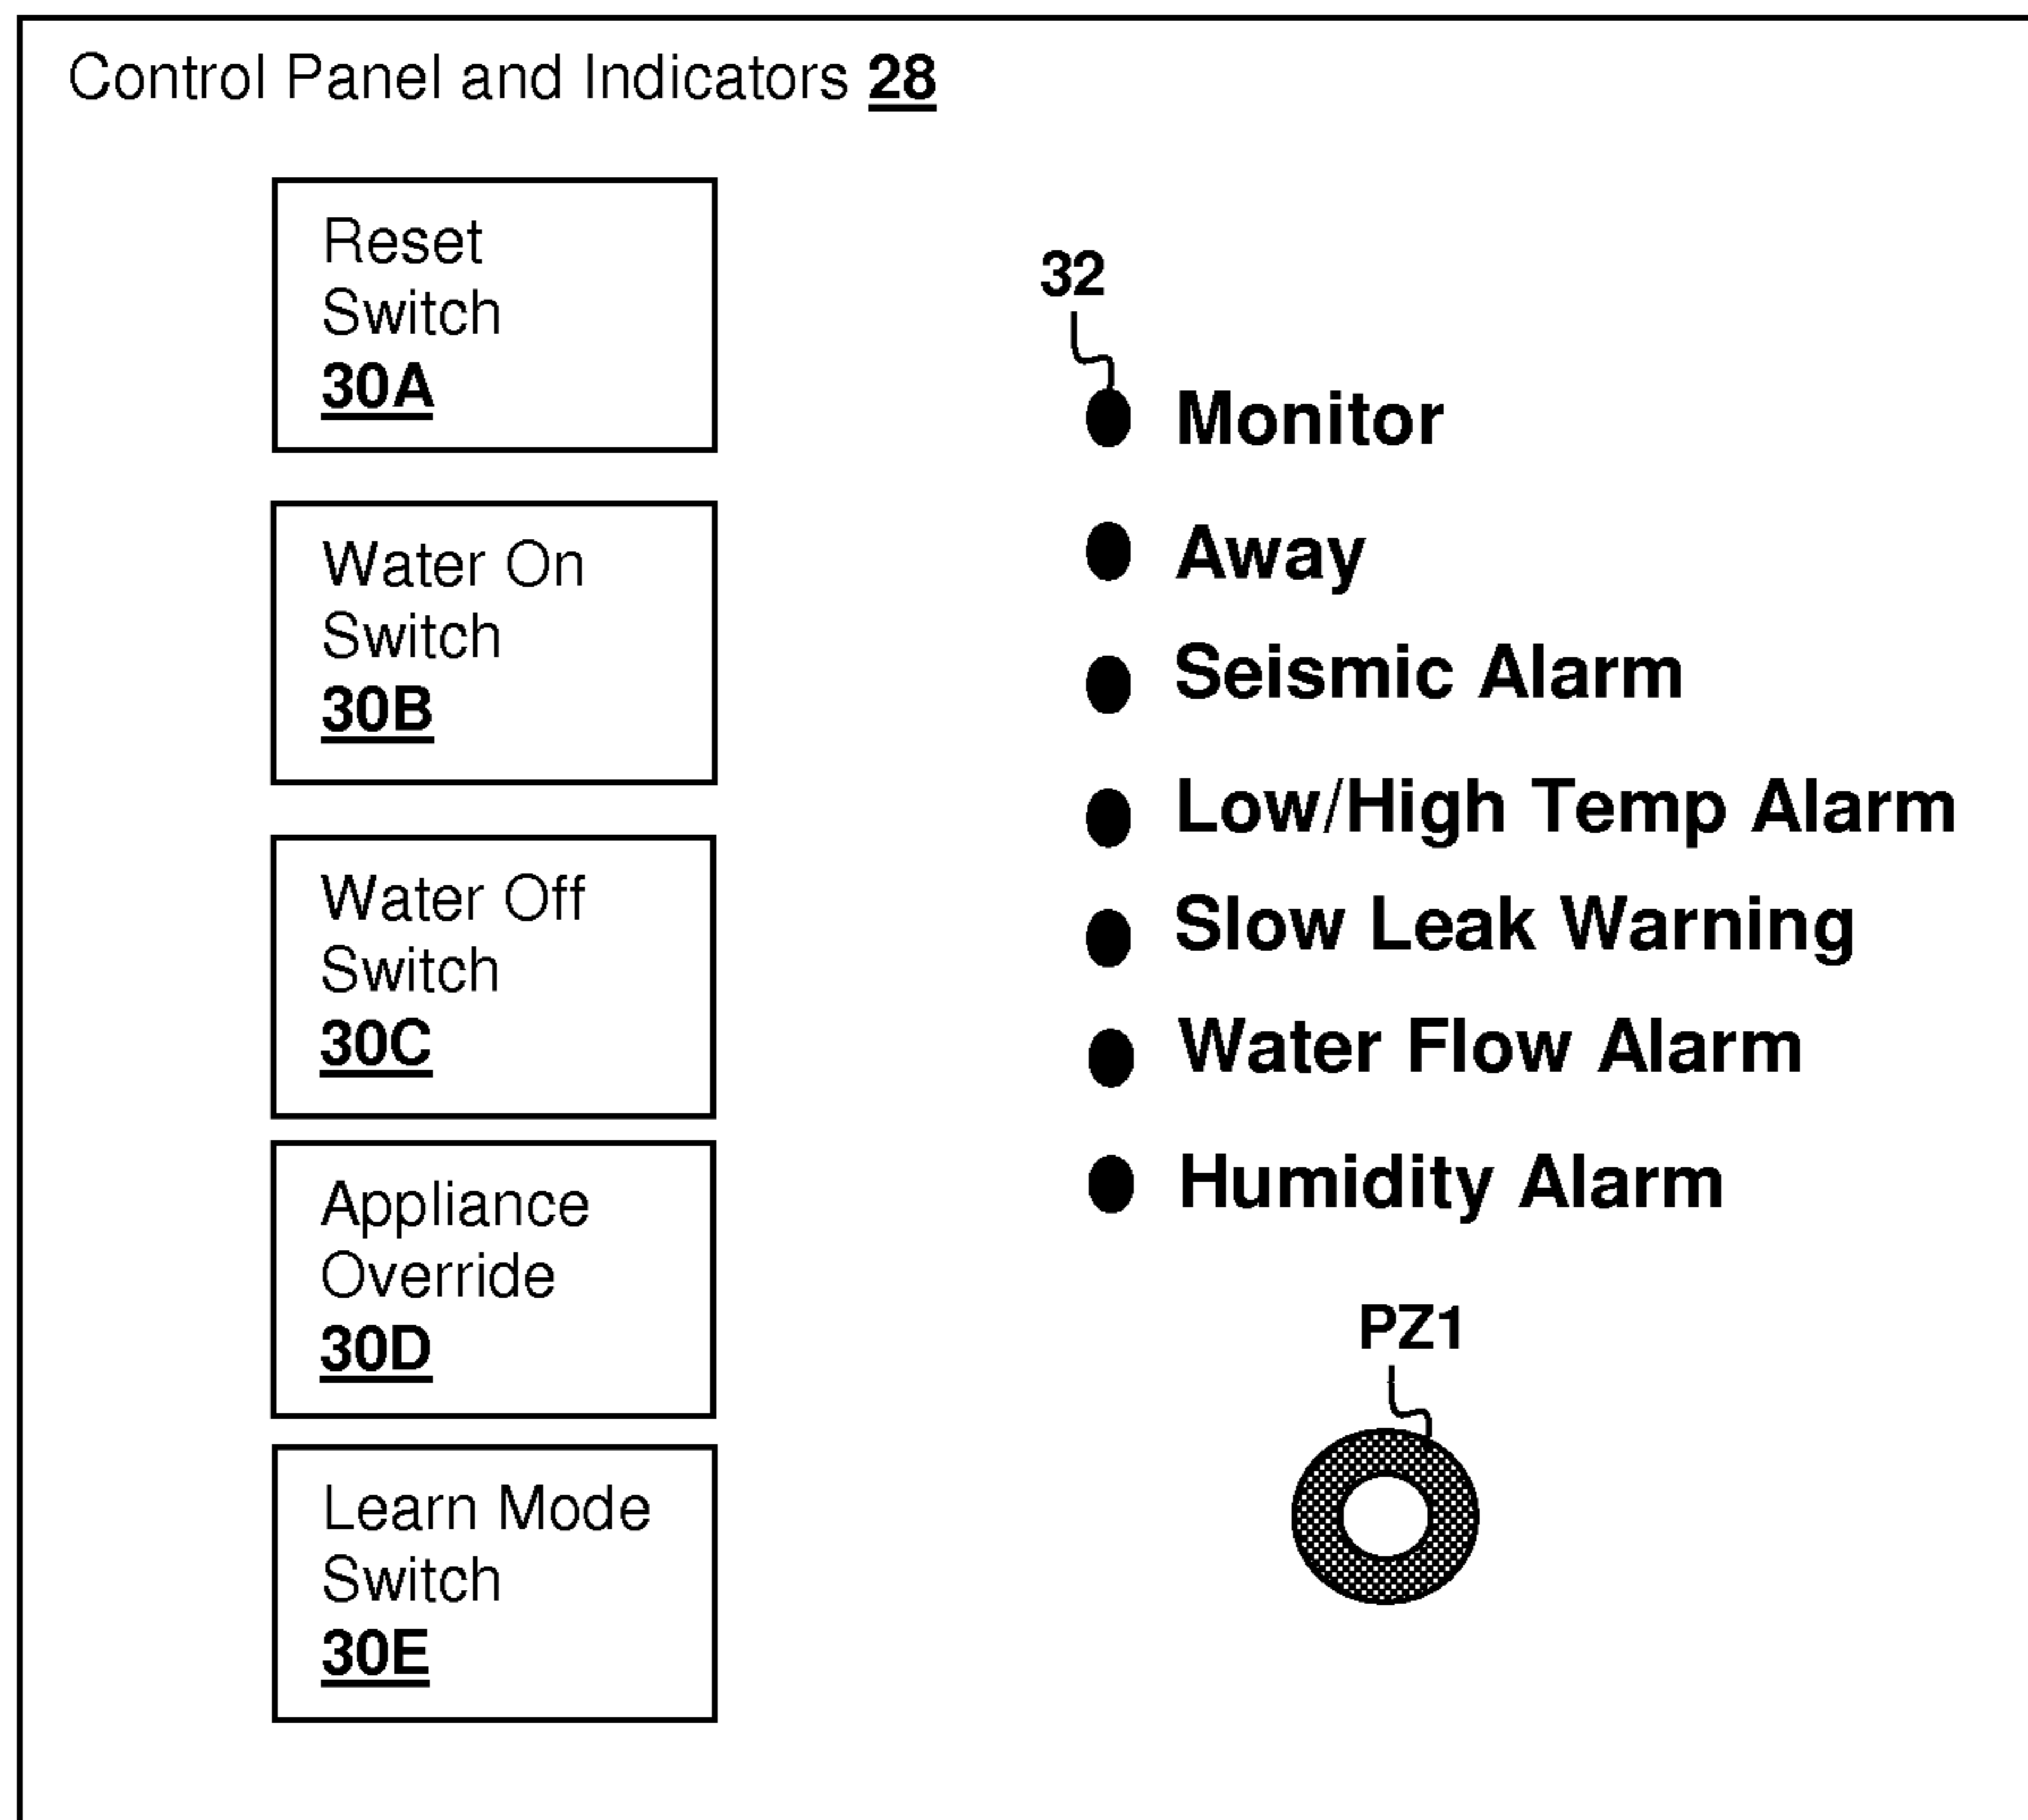 Control Panel and Indicators 28
Reset
Switch
30A
Water On
Switch
30B
Water Off
Switch
30C
Appliance
Override
30D
Learn Mode
Switch
30E
32
Monitor
Away
Seismic Alarm
Low/High Temp Alarm
Slow Leak Warning
Water Flow Alarm
Humidity Alarm
PZ1